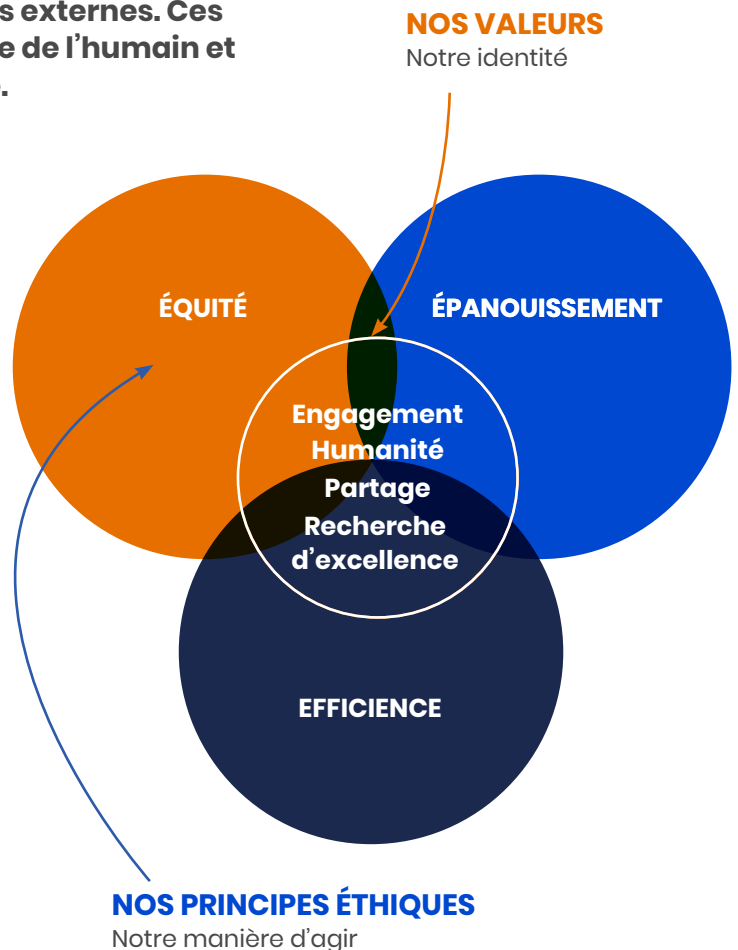 s externes. Ces
e de l'humain et
.
NOS VALEURS
Notre identité
ÉQUITÉ
ÉPANOUISSEMENT
Engagement
Humanité
Partage
Recherche
d'excellence
EFFICIENCE
NOS PRINCIPES ÉTHIQUES
Notre manière d'agir